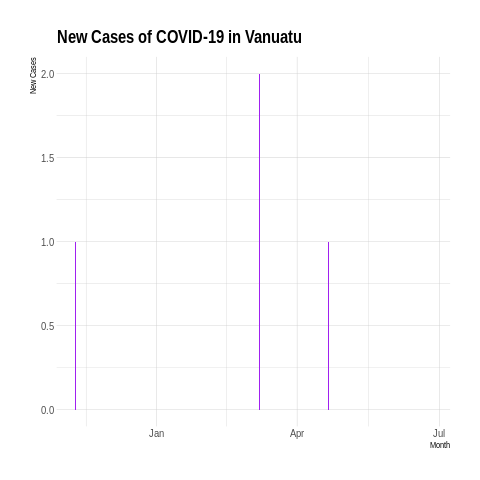 New Cases of COVID-19 in Vanuatu
New Cases
2.0
1.5
1.0
0.5
0.0
Jan
Apr
Jul
Month